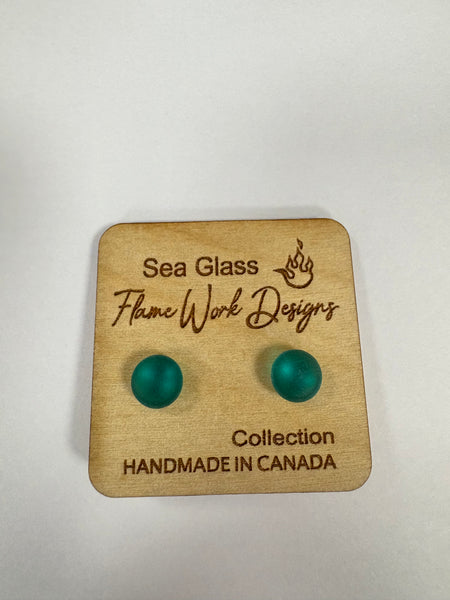 Sea Glass
Flame Work Designs
Collection
HANDMADE IN CANADA